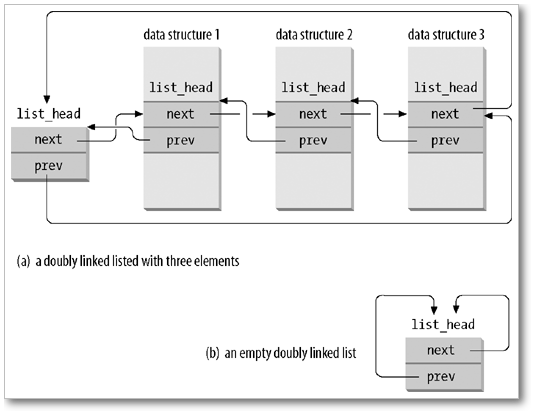 data structure 1
data structure 2
data structure 3
list_head
list_head
list_head
list_head
next
next
next
next
prev
prev
prev
prev
(a) a doubly linked listed with three elements
list_head
(b) an empty doubly linked list
next
prev